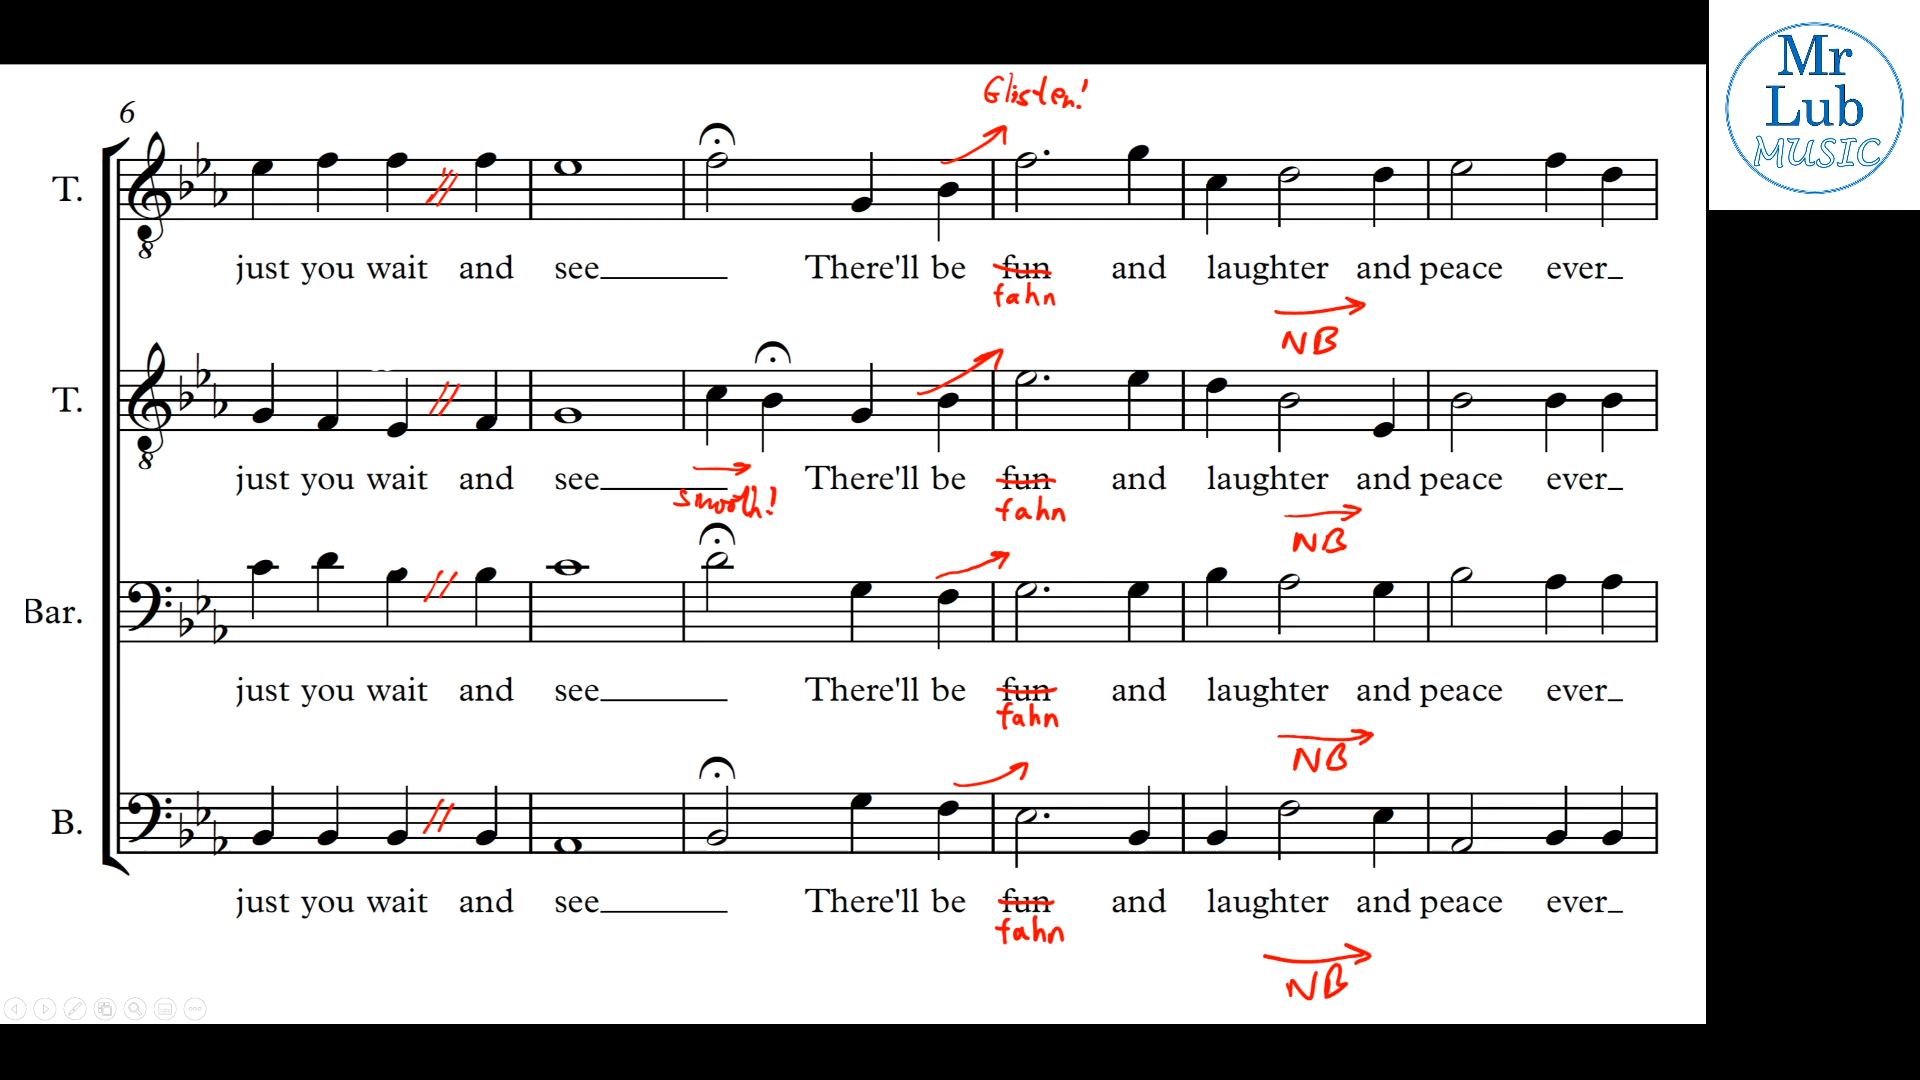 Mr
Lub
MUSIC
Glisten!
6
T.
8
just you wait and see There'll be fun and laughter and peace ever
fahn
NB
T.
8
just you wait and see There'll be fun and laughter and peace ever
smooth! fahn
NB
Bar.
just you wait and see There'll be fun and laughter and peace ever
fahn
NB
B.
just you wait and see There'll be fun and laughter and peace ever
fahn
NB